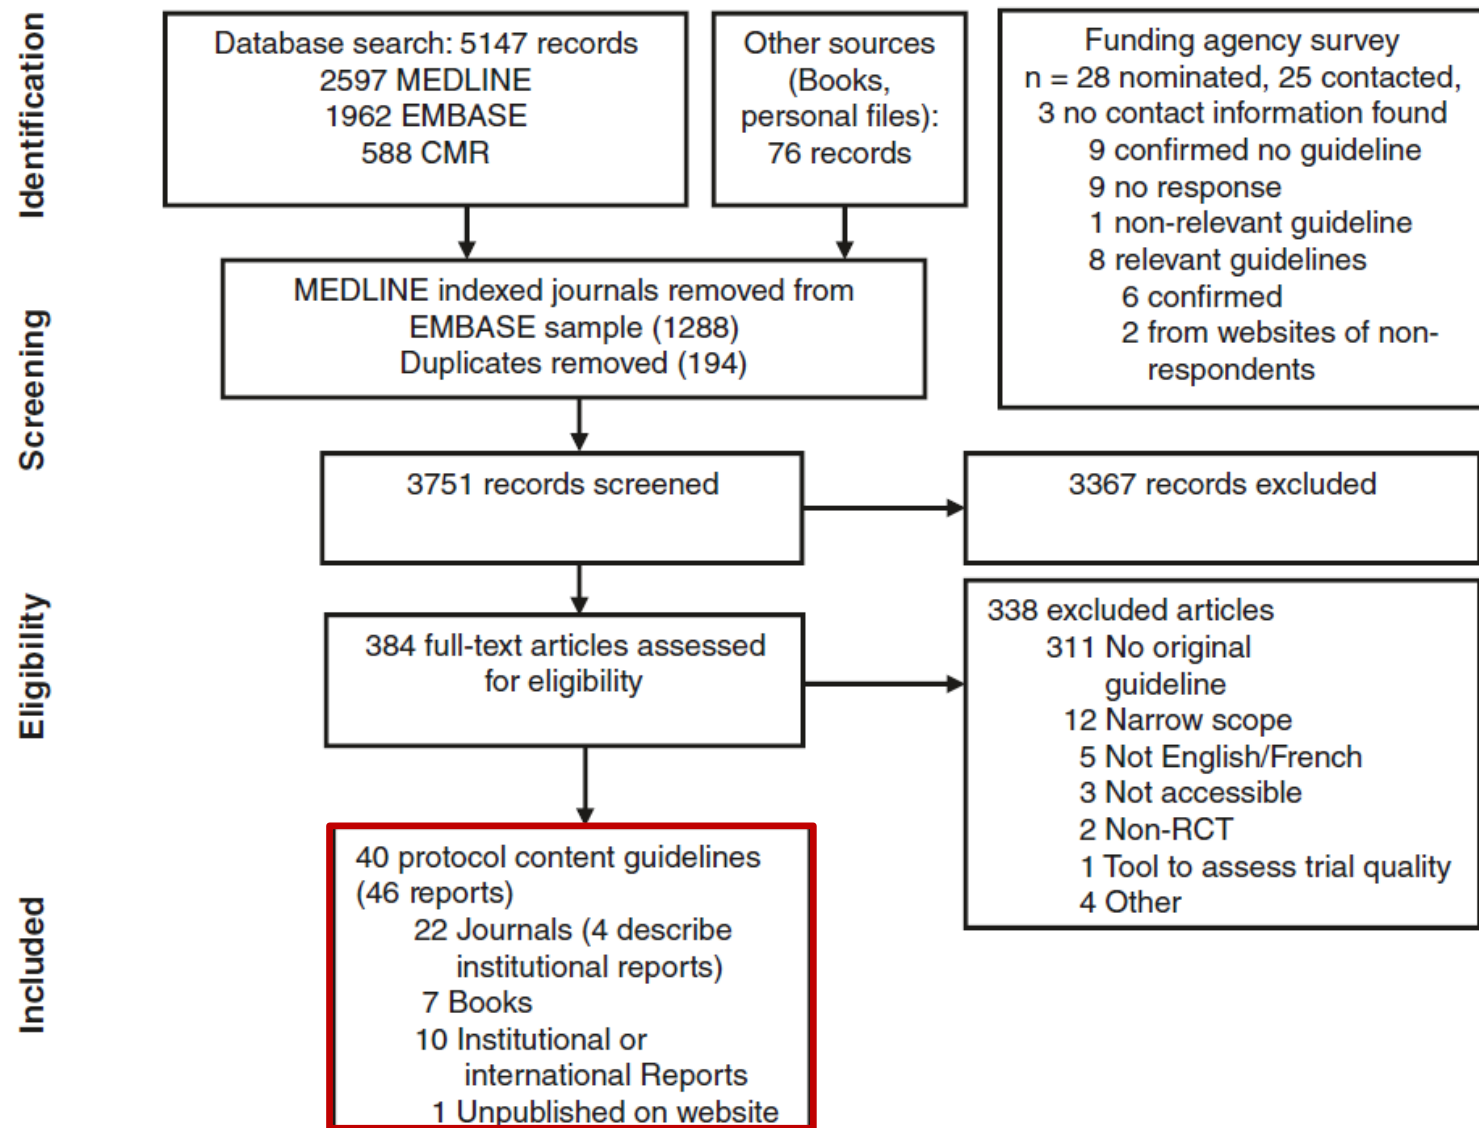 Identification
Database search: 5147 records
2597 MEDLINE
1962 EMBASE
588 CMR
Other sources
(Books,
personal files):
76 records
Funding agency survey
n = 28 nominated, 25 contacted,
3 no contact information found
9 confirmed no guideline
9 no response
1 non-relevant guideline
8 relevant guidelines
6 confirmed
2 from websites of non-
respondents
Screening
MEDLINE indexed journals removed from
EMBASE sample (1288)
Duplicates removed (194)
3751 records screened
3367 records excluded
Eligibility
384 full-text articles assessed
for eligibility
338 excluded articles
311 No original
guideline
12 Narrow scope
5 Not English/French
3 Not accessible
2 Non-RCT
1 Tool to assess trial quality
4 Other
Included
40 protocol content guidelines
(46 reports)
22 Journals (4 describe
institutional reports)
7 Books
10 Institutional or
international Reports
1 Unpublished on website